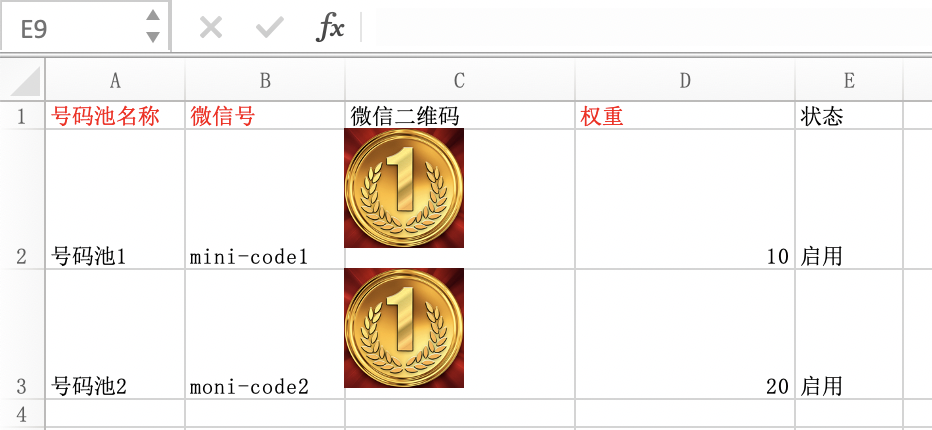 E9 fx
A B C D E
1 号码池名称 微信号 微信二维码 权重 状态
1
2 号码池1 mini-code1 10 启用
1
3 号码池2 moni-code2 20 启用
4